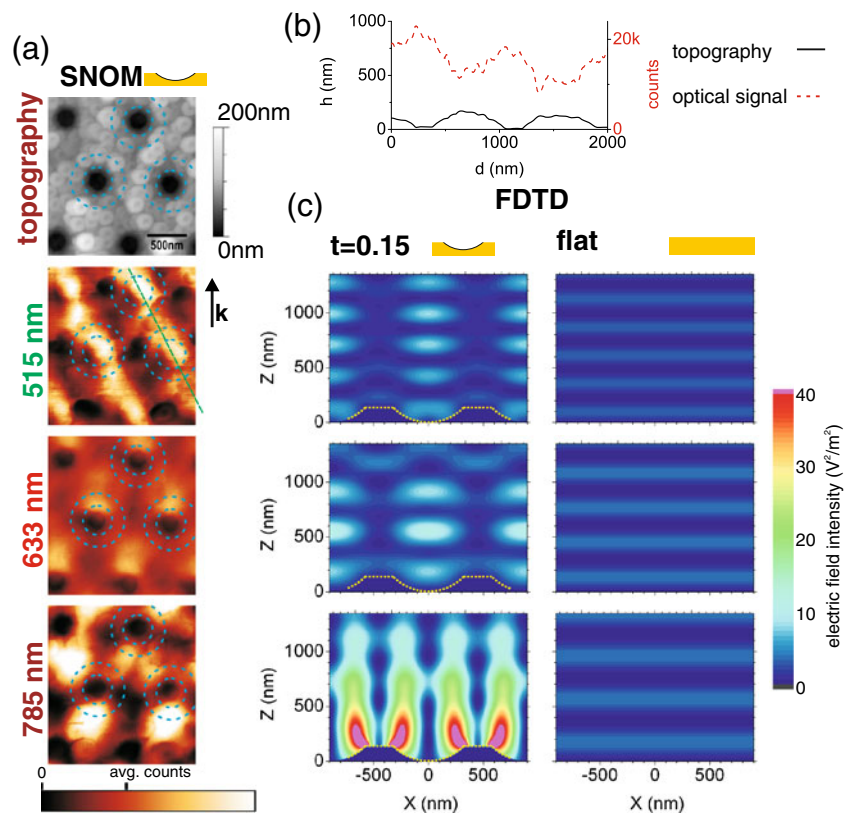 (a)
SNOM
topography
200nm
0nm
500nm
515 nm
k
633 nm
785 nm
0
avg. counts
(b)
1000
500
0
h (nm)
20k
0
counts
0
1000
2000
d (nm)
topography
optical signal
(c)
FDTD
t=0.15
flat
1000
500
0
Z (nm)
1000
500
0
Z (nm)
1000
500
0
Z (nm)
-500
0
500
X (nm)
Z (nm)
Z (nm)
Z (nm)
-500
0
500
X (nm)
40
30
20
10
0
electric field intensity (V²/m²)